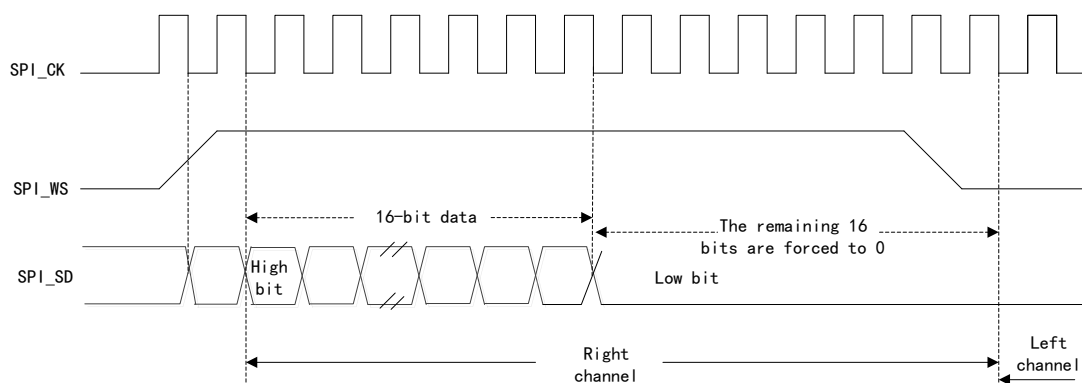 SPI_CK
SPI_WS
16-bit data
The remaining 16
bits are forced to 0
SPI_SD
High
bit
Low bit
Right
channel
Left
channel